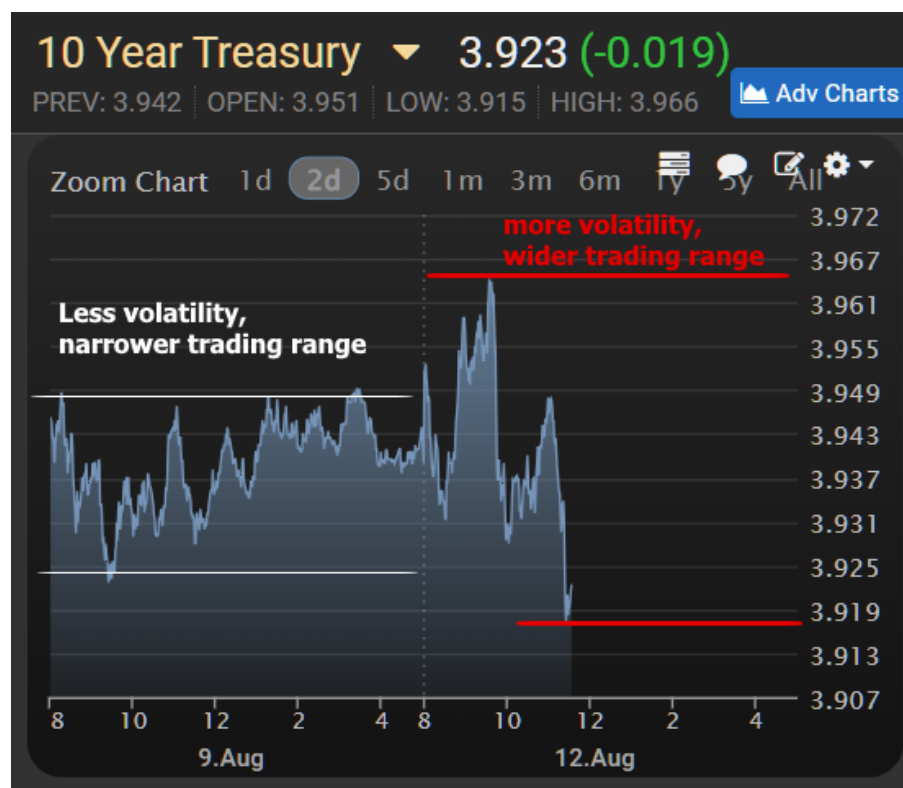 10 Year Treasury 3.923 (-0.019)
PREV: 3.942 OPEN: 3.951 LOW: 3.915 HIGH: 3.966
Adv Charts
Zoom Chart 1d 2d 5d 1m 3m 6m 1y 5y All
3.972
more volatility,
wider trading range
3.967
Less volatility,
narrower trading range
3.961
3.955
3.949
3.943
3.937
3.931
3.925
3.919
3.913
3.907
8 10 12 2 4 8 10 12 2 4
9.Aug 12.Aug